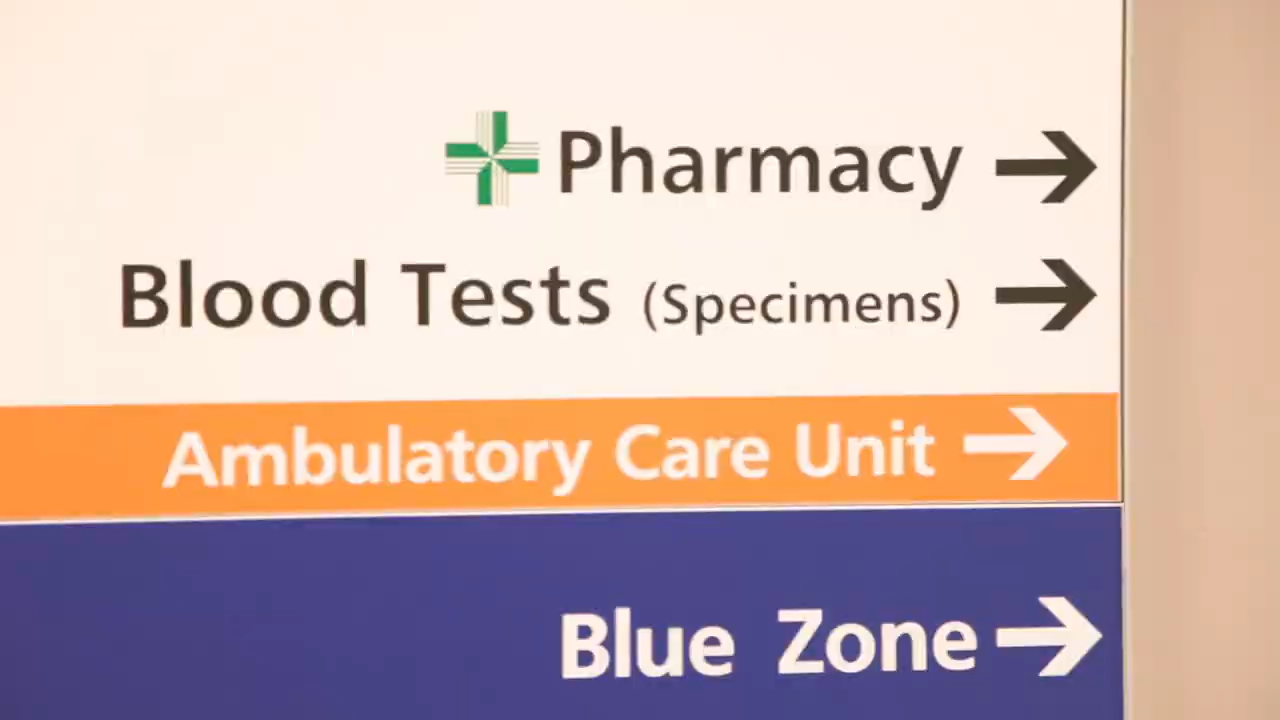 Pharmacy
Blood Tests (Specimens)
Ambulatory Care Unit
Blue Zone